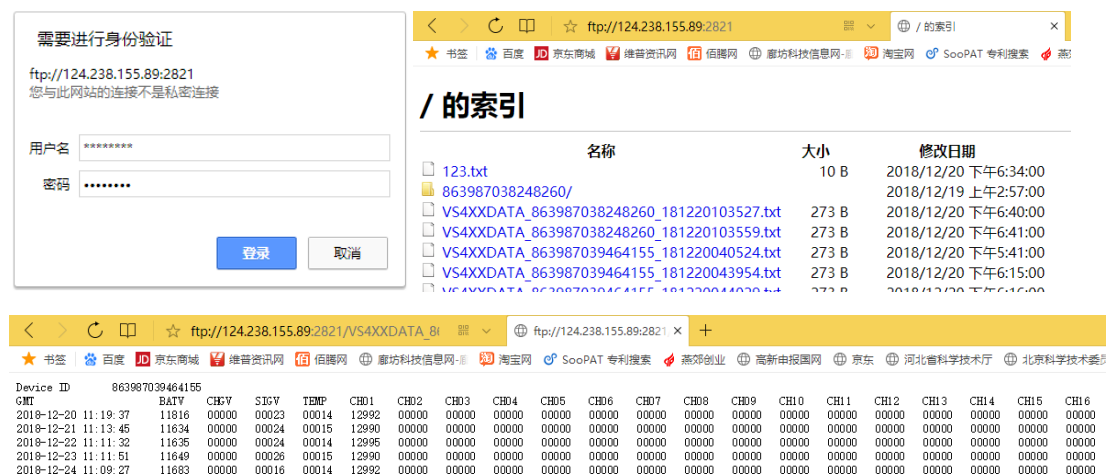 需要进行身份验证
ftp://124.238.155.89:2821
您与此网站的连接不是私密连接
用户名 ********
密码 ••••••••
登录 取消
ftp://124.238.155.89:2821 / 的索引
书签 百度 京东商城 维普资讯网 佰腾网 廊坊科技信息网- 淘宝网 SooPAT 专利搜索 燕
/ 的索引
名称 大小 修改日期
123.txt 10 B 2018/12/20 下午6:34:00
863987038248260/ 2018/12/19 上午2:57:00
VS4XXDATA_863987038248260_181220103527.txt 273 B 2018/12/20 下午6:40:00
VS4XXDATA_863987038248260_181220103559.txt 273 B 2018/12/20 下午6:41:00
VS4XXDATA_863987039464155_181220040524.txt 273 B 2018/12/20 下午5:41:00
VS4XXDATA_863987039464155_181220043954.txt 273 B 2018/12/20 下午6:15:00
VS4XXDATA_863987039464155_181220044029.txt 273 B 2018/12/20 下午6:16:00
ftp://124.238.155.89:2821/VS4XXDATA_86 ftp://124.238.155.89:2821
书签 百度 京东商城 维普资讯网 佰腾网 廊坊科技信息网- 淘宝网 SooPAT 专利搜索 燕郊创业 高新申报国网 京东 河北省科学技术厅 北京科学技术委员
Device ID 863987039464155
GMT BATV CHGV SIGV TEMP CH01 CH02 CH03 CH04 CH05 CH06 CH07 CH08 CH09 CH10 CH11 CH12 CH13 CH14 CH15 CH16
2018-12-20 11:19:37 11816 00000 00023 00014 12992 00000 00000 00000 00000 00000 00000 00000 00000 00000 00000 00000 00000 00000 00000 00000 00000
2018-12-21 11:13:45 11634 00000 00024 00015 12990 00000 00000 00000 00000 00000 00000 00000 00000 00000 00000 00000 00000 00000 00000 00000 00000
2018-12-22 11:11:32 11635 00000 00024 00014 12995 00000 00000 00000 00000 00000 00000 00000 00000 00000 00000 00000 00000 00000 00000 00000 00000
2018-12-23 11:11:51 11649 00000 00026 00015 12990 00000 00000 00000 00000 00000 00000 00000 00000 00000 00000 00000 00000 00000 00000 00000 00000
2018-12-24 11:09:27 11683 00000 00016 00014 12992 00000 00000 00000 00000 00000 00000 00000 00000 00000 00000 00000 00000 00000 00000 00000 00000